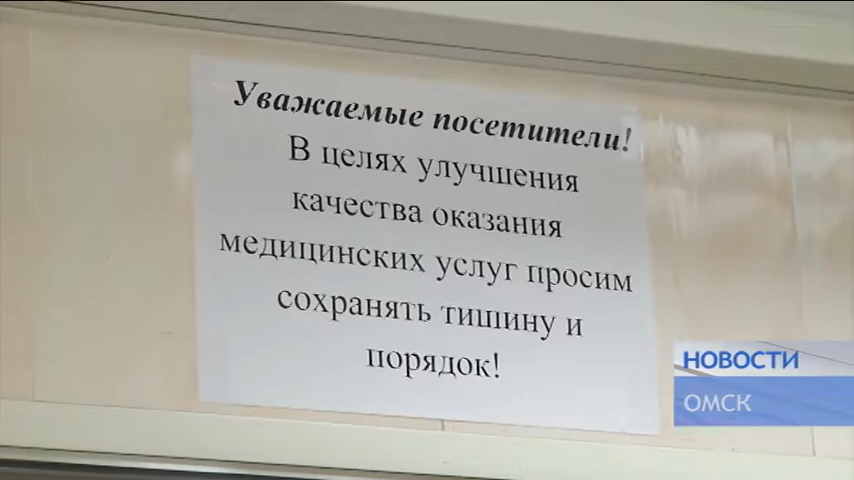 Уважаемые посетители!
В целях улучшения
качества оказания
медицинских услуг просим
сохранять тишину и
порядок!
НОВОСТИ
ОМСК